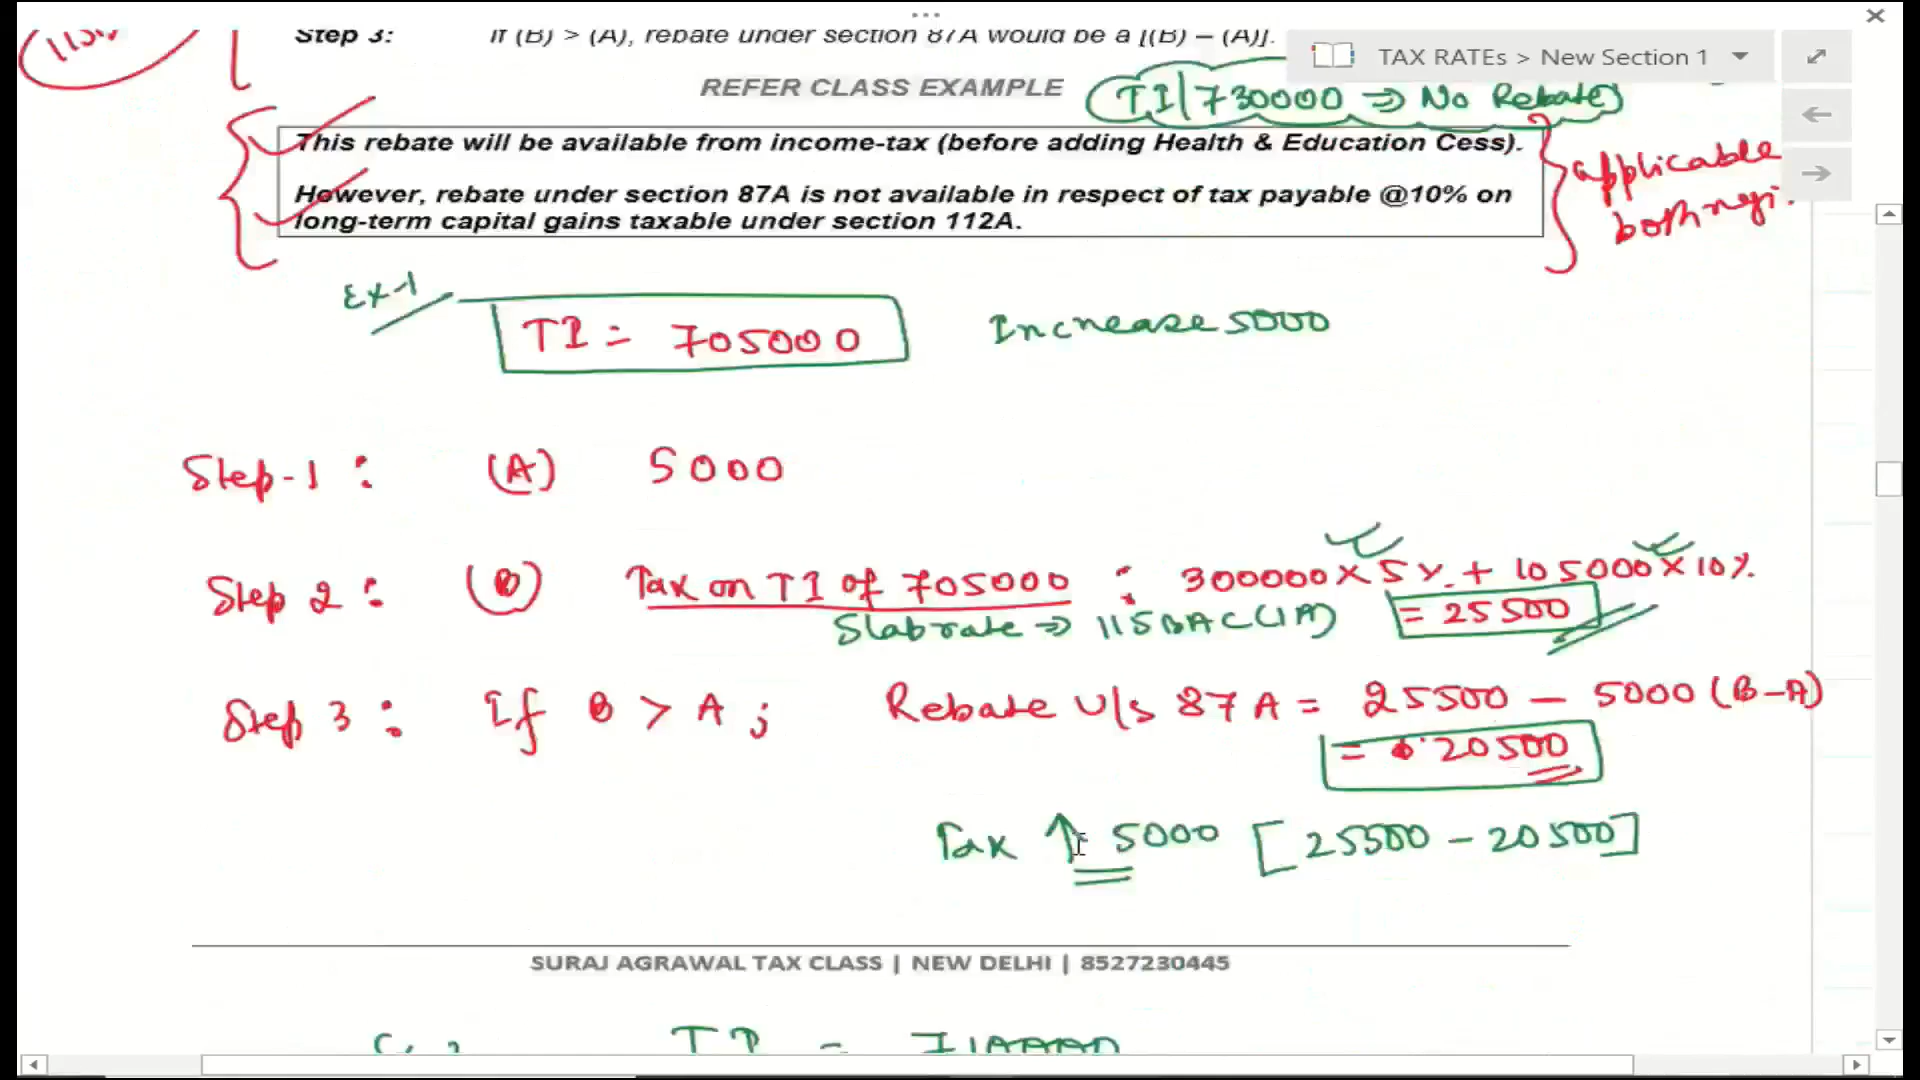 Step 3: If (B) > (A), rebate under section 87A would be a [(B) – (A)].
TAX RATEs > New Section 1
REFER CLASS EXAMPLE
TI/730000 ⇒ No Rebate
This rebate will be available from income-tax (before adding Health & Education Cess).
However, rebate under section 87A is not available in respect of tax payable @10% on
long-term capital gains taxable under section 112A.
applicable
Ex-1
TI = 705000
Increase 5000
Step-1 : (A) 5000
Step 2 : (B) Tax on TI of 705000 : 300000 x 5% + 105000 x 10%
Slab rate ⇒ 115BAC(1A) = 25500
Step 3 : If B > A ; Rebate U/s 87A = 25500 – 5000 (B-A)
= 20500
Tax ↑ 5000 [25500 – 20500]
SURAJ AGRAWAL TAX CLASS | NEW DELHI | 8527230445